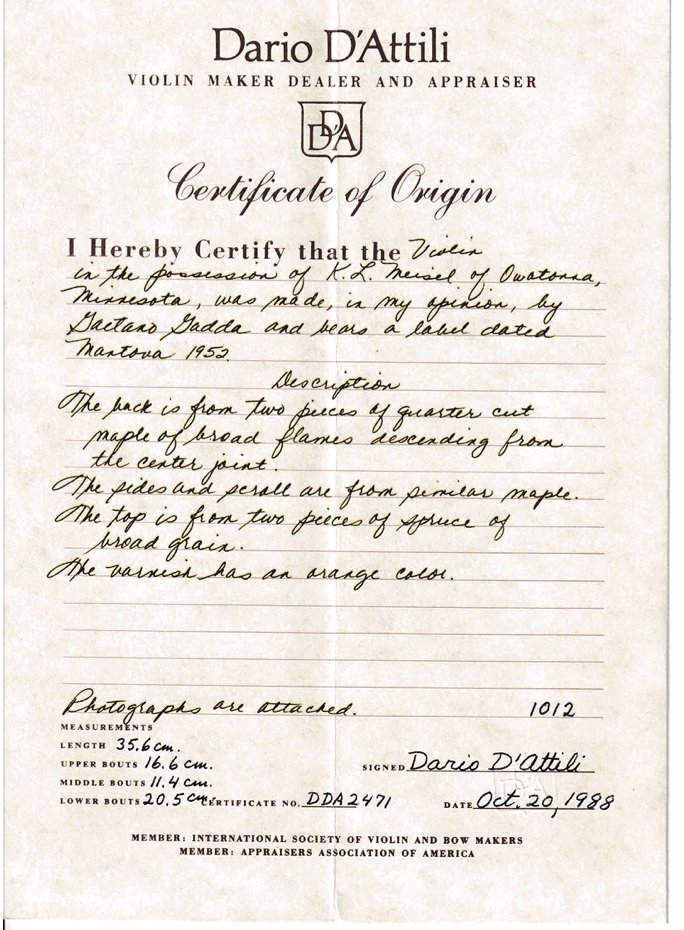 Dario D'Attili
VIOLIN MAKER DEALER AND APPRAISER
DD'A
Certificate of Origin
I Hereby Certify that the Violin
in the possession of K.L. Meisel of Owatonna,
Minnesota, was made, in my opinion, by
Gaetano Gadda and bears a label dated
Mantova 1952.
Description
The back is from two pieces of quarter cut
maple of broad flames descending from
the center joint.
The sides and scroll are from similar maple.
The top is from two pieces of spruce of
broad grain.
The varnish has an orange color.
Photographs are attached. 1012
MEASUREMENTS
LENGTH 35.6 cm.
UPPER BOUTS 16.6 cm.
MIDDLE BOUTS 11.4 cm.
LOWER BOUTS 20.5 cm.
SIGNED Dario D'Attili
CERTIFICATE NO. DDA2471
DATE Oct. 20, 1988
MEMBER: INTERNATIONAL SOCIETY OF VIOLIN AND BOW MAKERS
MEMBER: APPRAISERS ASSOCIATION OF AMERICA